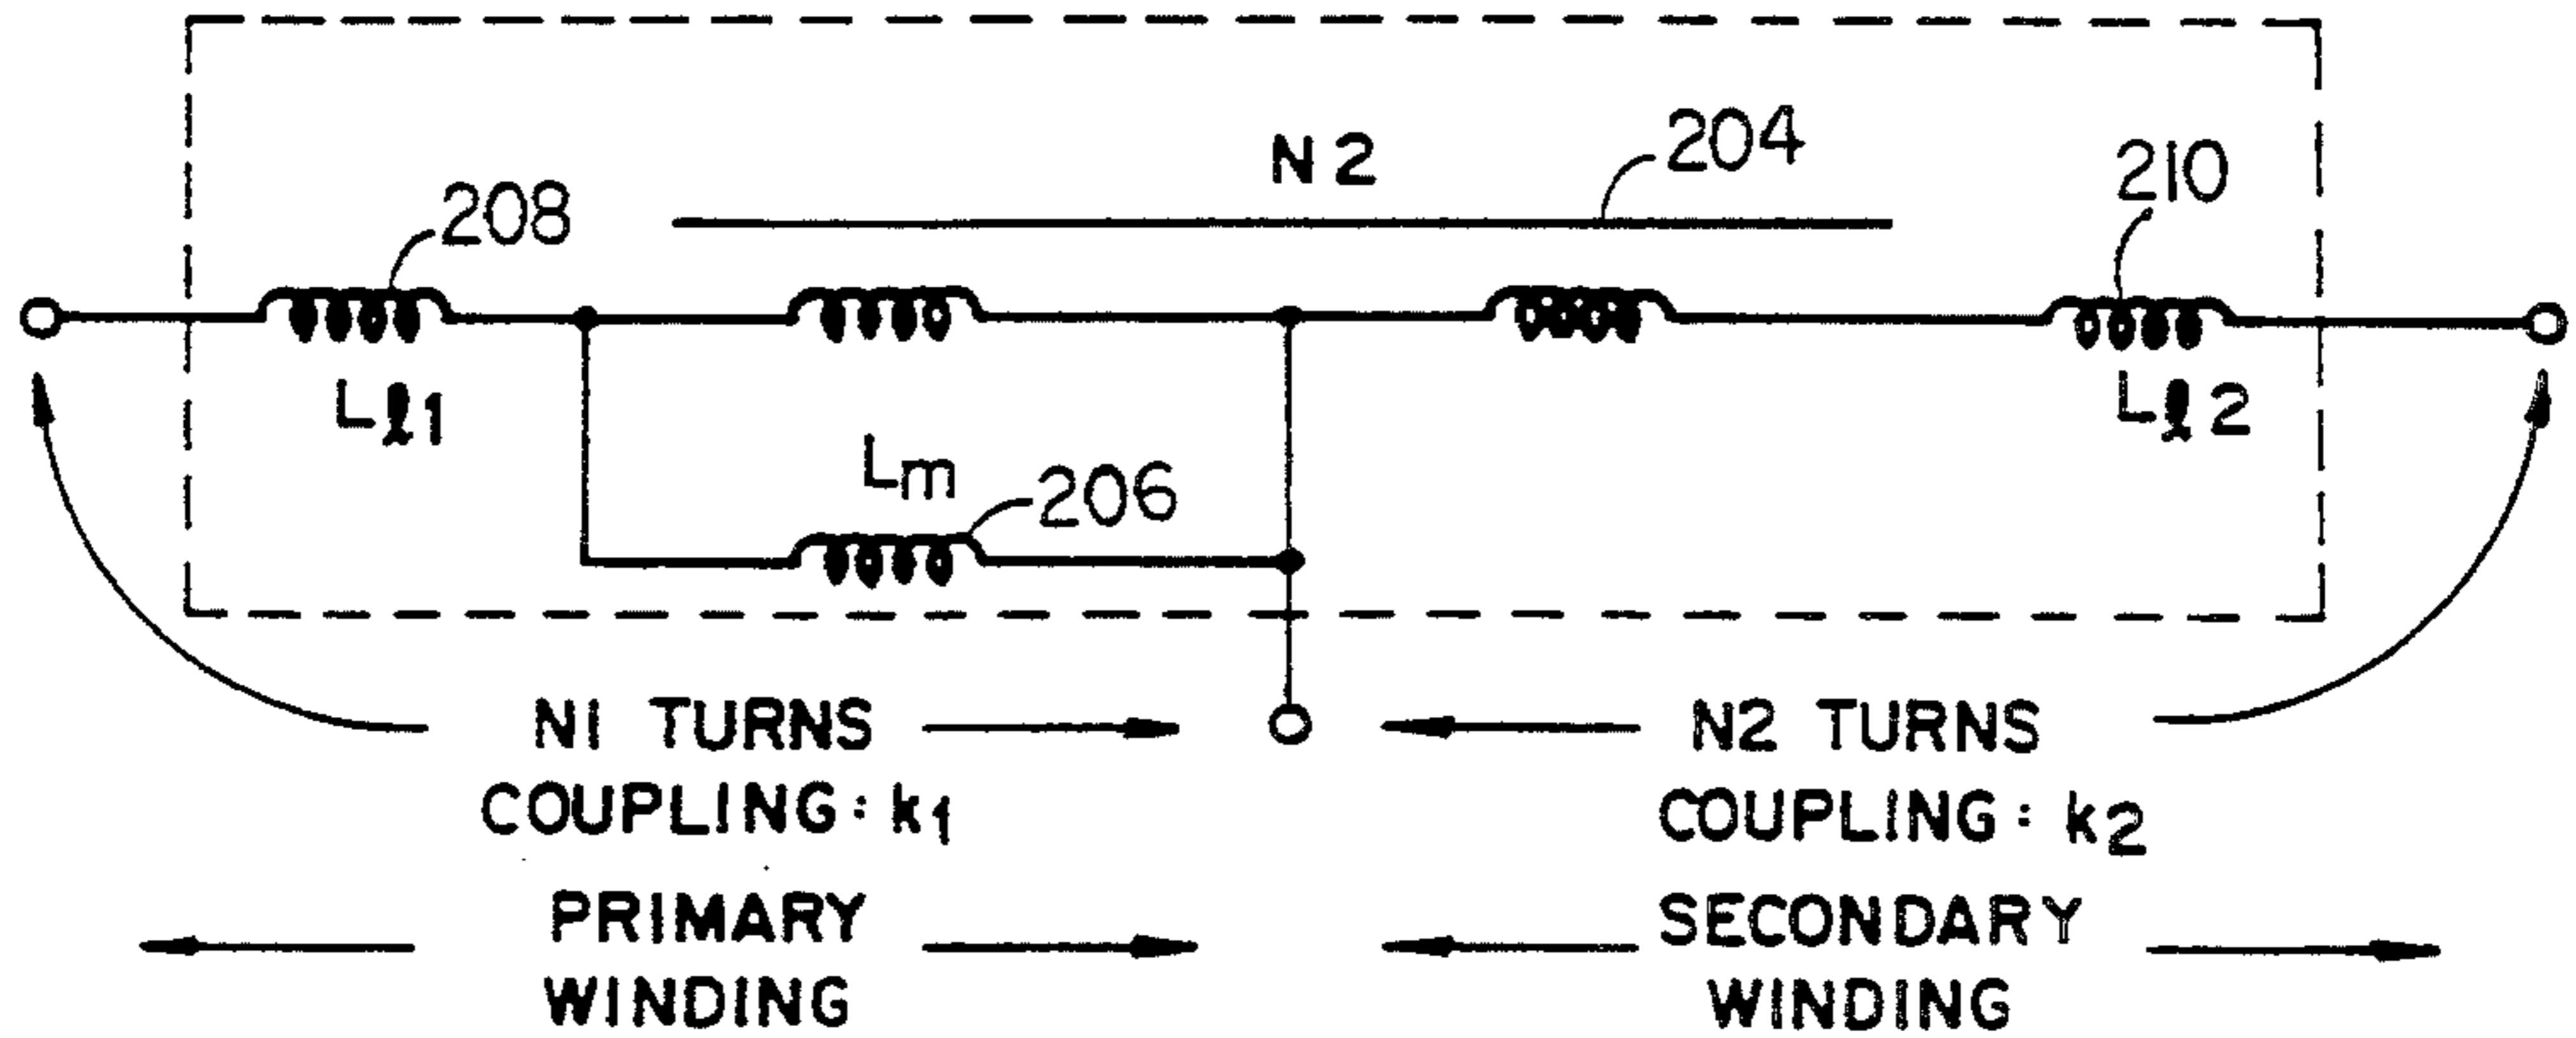 N2
204
210
208
Lℓ1
Lℓ2
Lm
206
N1 TURNS
COUPLING: k1
N2 TURNS
COUPLING: k2
PRIMARY
WINDING
SECONDARY
WINDING